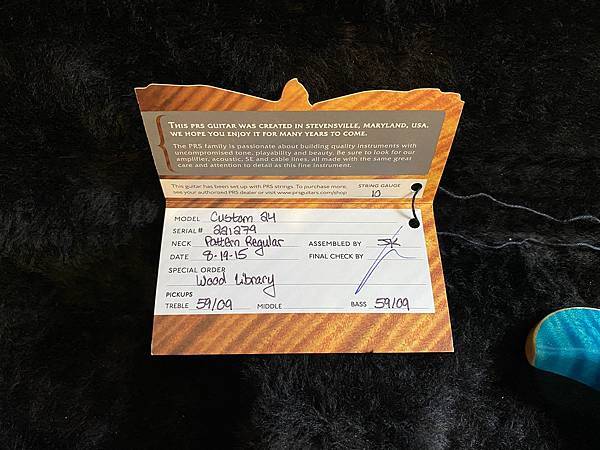 THIS PRS GUITAR WAS CREATED IN STEVENSVILLE, MARYLAND, USA.
WE HOPE YOU ENJOY IT FOR MANY YEARS TO COME.
The PRS family is passionate about building quality instruments with
uncompromised tone, playability and beauty. Be sure to look for our
amplifier, acoustic, SE and cable lines, all made with the same great
care and attention to detail as this fine instrument.
This guitar has been set up with PRS strings. To purchase more,
see your authorized PRS dealer or visit www.prsguitars.com/shop
STRING GAUGE
10
MODEL Custom 24
SERIAL # 221279
NECK Pattern Regular ASSEMBLED BY
DATE 8-19-15 FINAL CHECK BY
SPECIAL ORDER
Wood Library
PICKUPS
TREBLE 59/09 MIDDLE BASS 59/09